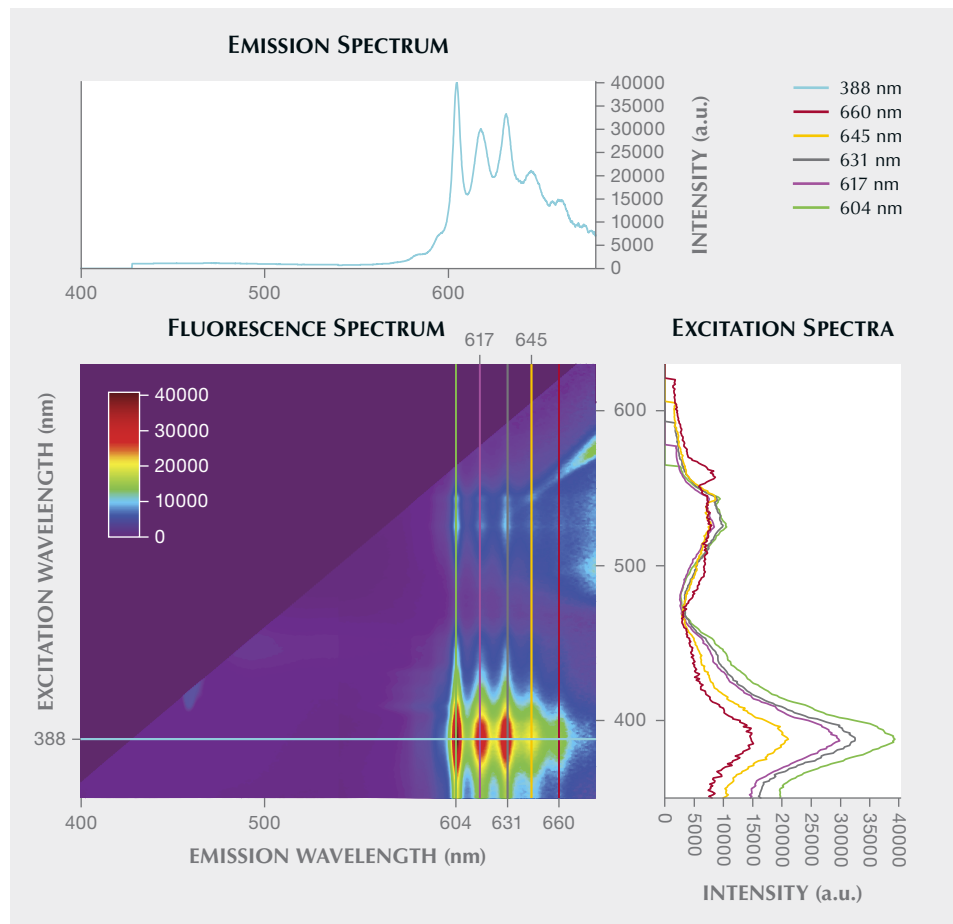 EMISSION SPECTRUM
40000
35000
30000
25000
20000
15000
10000
5000
0
INTENSITY (a.u.)
400
500
600
388 nm
660 nm
645 nm
631 nm
617 nm
604 nm
FLUORESCENCE SPECTRUM
617
645
EXCITATION SPECTRA
40000
30000
20000
10000
0
EXCITATION WAVELENGTH (nm)
388
400
500
604
631
660
EMISSION WAVELENGTH (nm)
600
500
400
0
5000
10000
15000
20000
25000
30000
35000
40000
INTENSITY (a.u.)